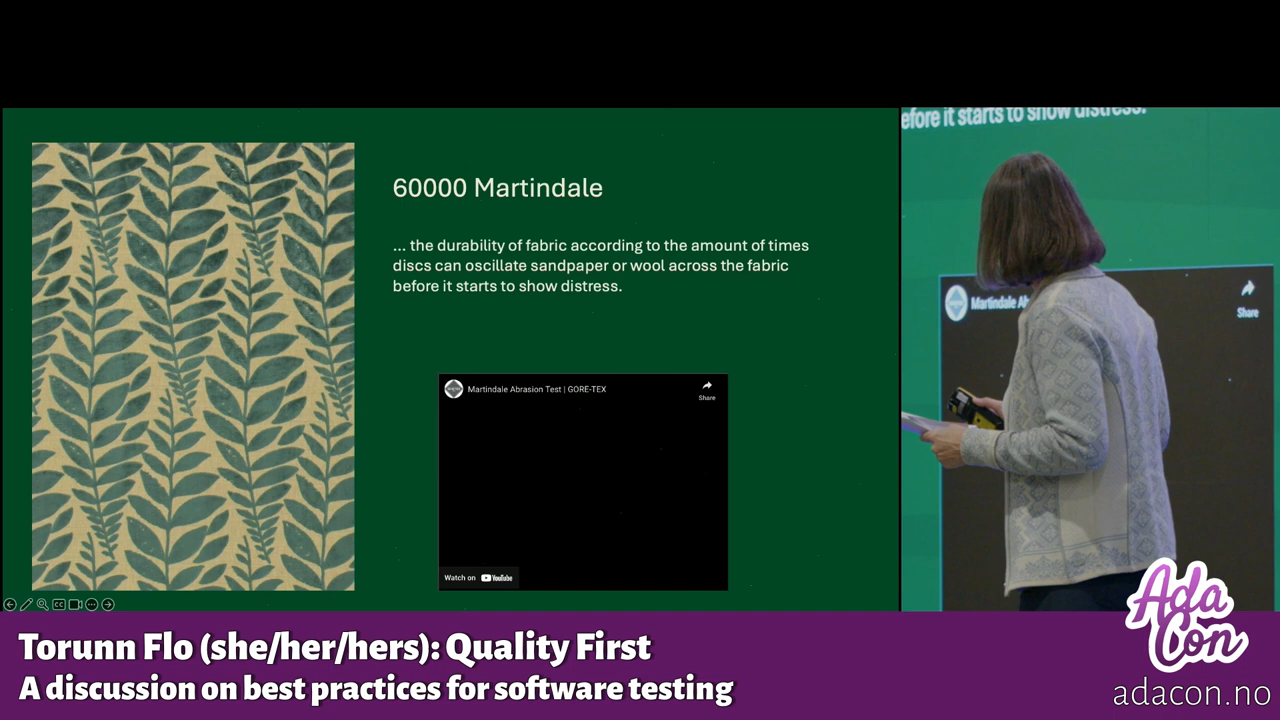 60000 Martindale
... the durability of fabric according to the amount of times
discs can oscillate sandpaper or wool across the fabric
before it starts to show distress.
Martindale Abrasion Test | GORE-TEX
Share
Watch on YouTube
efore it starts to show distress.
Martindale Ab
Share
Torunn Flo (she/her/hers): Quality First
A discussion on best practices for software testing
Ada
Con
adacon.no